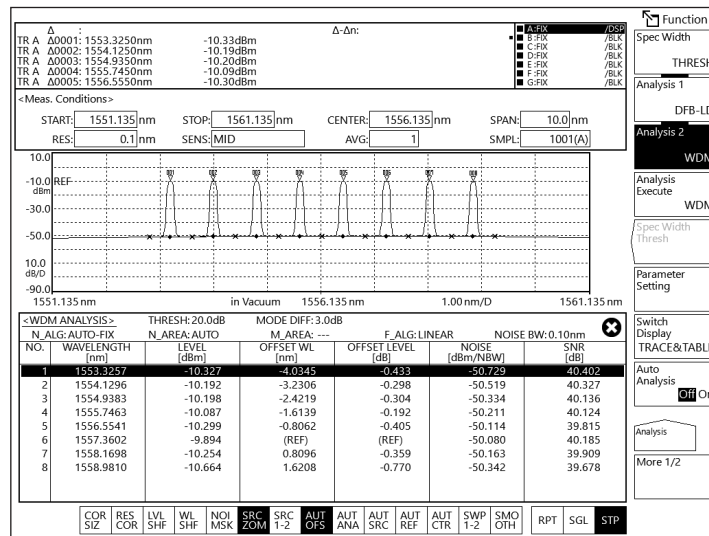 Δ : Δ-Δn:
TR A Δ0001: 1553.3250nm -10.33dBm
TR A Δ0002: 1554.1250nm -10.19dBm
TR A Δ0003: 1554.9350nm -10.20dBm
TR A Δ0004: 1555.7450nm -10.09dBm
TR A Δ0005: 1556.5550nm -10.30dBm
A:FIX /DSP
B:FIX /BLK
C:FIX /BLK
D:FIX /BLK
E:FIX /BLK
F:FIX /BLK
G:FIX /BLK
<Meas. Conditions>
START: 1551.135 nm STOP: 1561.135 nm CENTER: 1556.135 nm SPAN: 10.0 nm
RES: 0.1 nm SENS: MID AVG: 1 SMPL: 1001(A)
10.0
-10.0 REF
dBm
-30.0
-50.0
10.0
dB/D
-90.0
001 002 003 004 005 006 007 008
1551.135 nm in Vacuum 1556.135 nm 1.00 nm/D 1561.135 nm
<WDM ANALYSIS> THRESH: 20.0dB MODE DIFF: 3.0dB
N_ALG: AUTO-FIX N_AREA: AUTO M_AREA: --- F_ALG: LINEAR NOISE BW: 0.10nm
NO. WAVELENGTH LEVEL OFFSET WL OFFSET LEVEL NOISE SNR
[nm] [dBm] [nm] [dB] [dBm/NBW] [dB]
1 1553.3257 -10.327 -4.0345 -0.433 -50.729 40.402
2 1554.1296 -10.192 -3.2306 -0.298 -50.519 40.327
3 1554.9383 -10.198 -2.4219 -0.304 -50.334 40.136
4 1555.7463 -10.087 -1.6139 -0.192 -50.211 40.124
5 1556.5541 -10.299 -0.8062 -0.405 -50.114 39.815
6 1557.3602 -9.894 (REF) (REF) -50.080 40.185
7 1558.1698 -10.254 0.8096 -0.359 -50.163 39.909
8 1558.9810 -10.664 1.6208 -0.770 -50.342 39.678
COR RES LVL WL NOI SRC SRC AUT AUT AUT AUT AUT SWP SMO
SIZ COR SHF SHF MSK ZOM 1-2 OFS ANA SRC REF CTR 1-2 OTH RPT SGL STP
Function
Spec Width
THRESH
Analysis 1
DFB-LD
Analysis 2
WDM
Analysis
Execute
WDM
Spec Width
Thresh
Parameter
Setting
Switch
Display
TRACE&TABLE
Auto
Analysis
Off On
Analysis
More 1/2